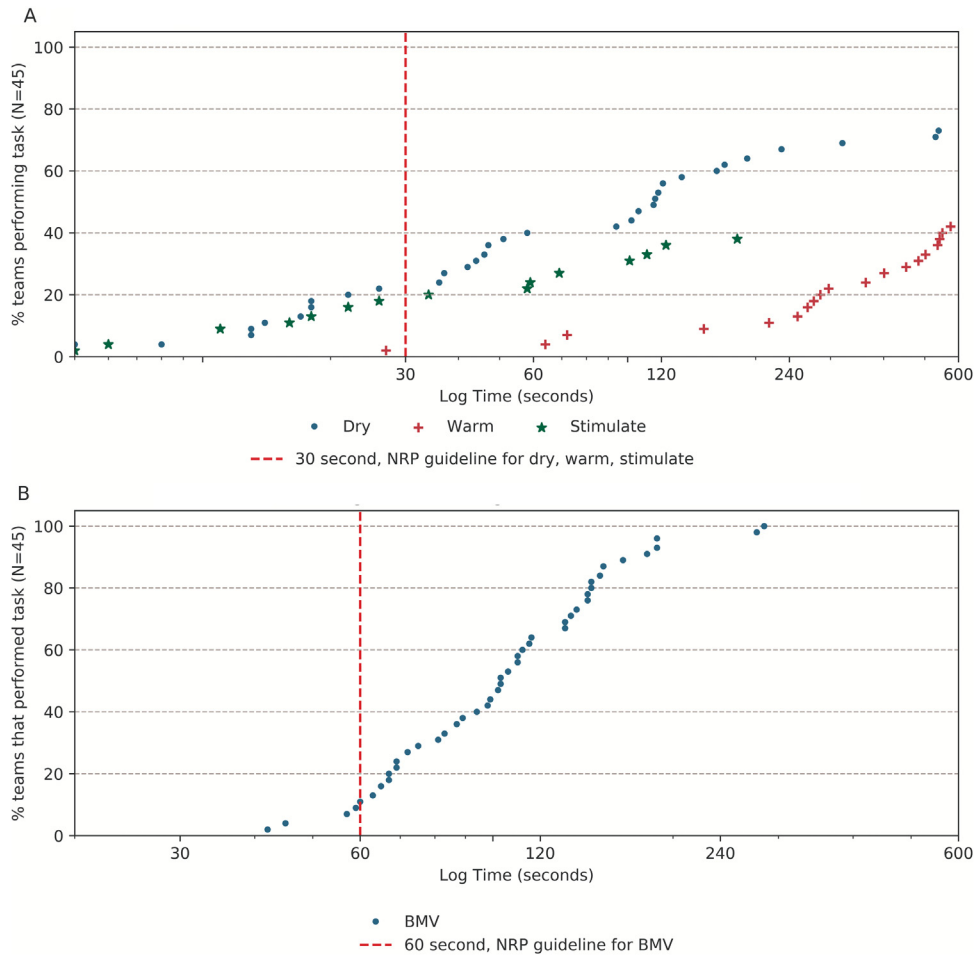 A
% teams performing task (N=45)
100
80
60
40
20
0
30
60
120
240
600
Log Time (seconds)
Dry
Warm
Stimulate
30 second, NRP guideline for dry, warm, stimulate
B
% teams that performed task (N=45)
100
80
60
40
20
0
30
60
120
240
600
Log Time (seconds)
BMV
60 second, NRP guideline for BMV